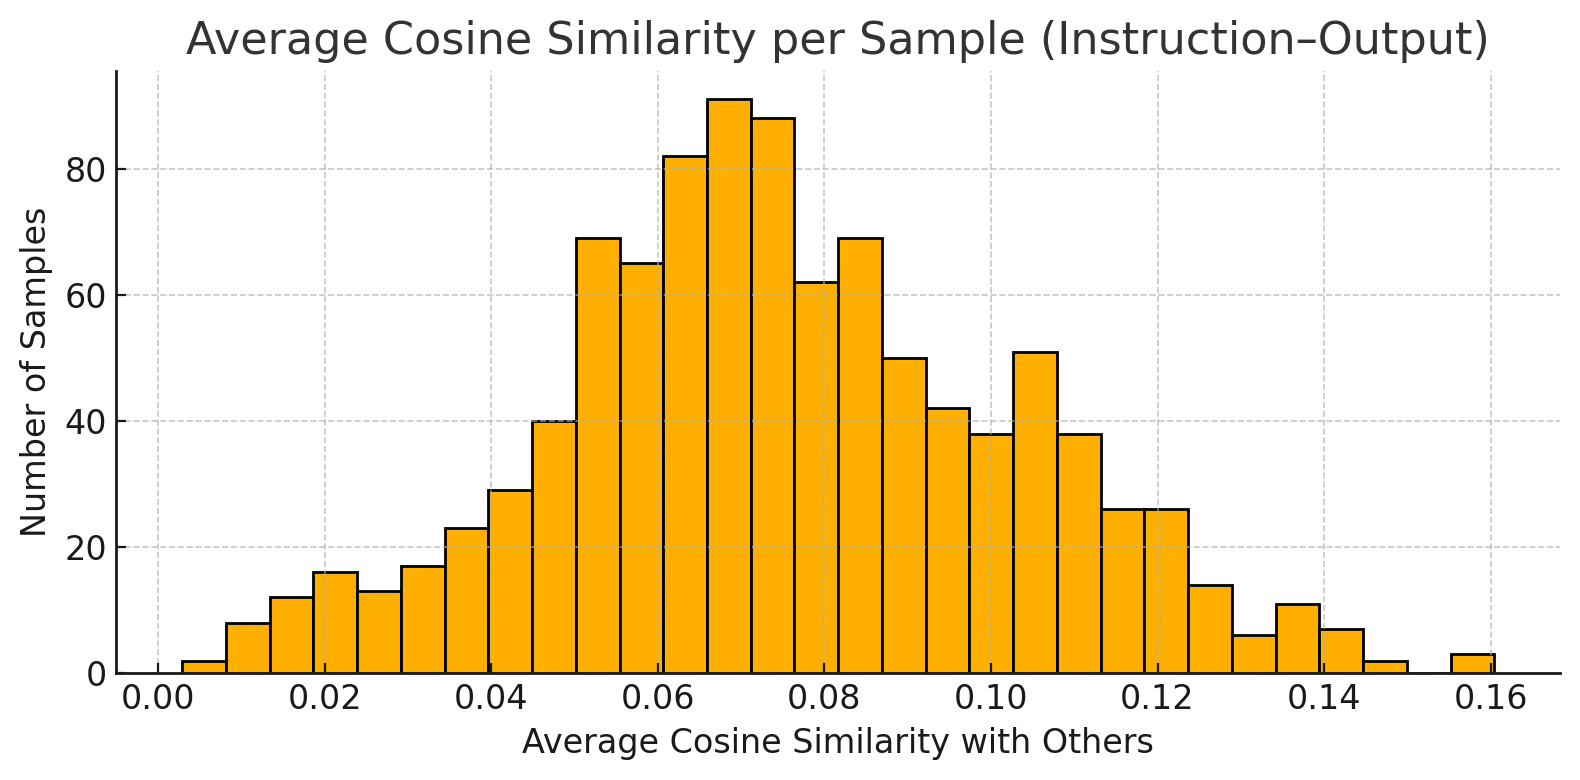 Average Cosine Similarity per Sample (Instruction–Output)
Number of Samples
80
60
40
20
0
0.00 0.02 0.04 0.06 0.08 0.10 0.12 0.14 0.16
Average Cosine Similarity with Others